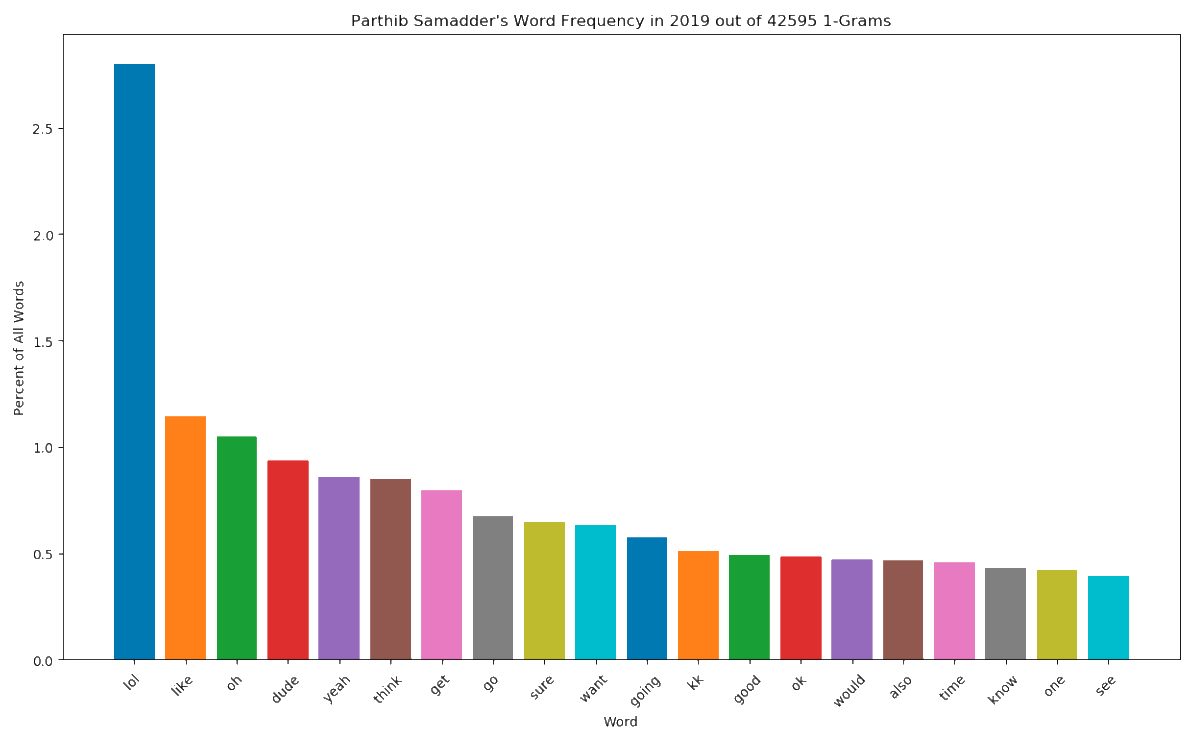 Parthib Samadder's Word Frequency in 2019 out of 42595 1-Grams
Percent of All Words
2.5
2.0
1.5
1.0
0.5
0.0
lol like oh dude yeah think get go sure want going kk good ok would also time know one see
Word